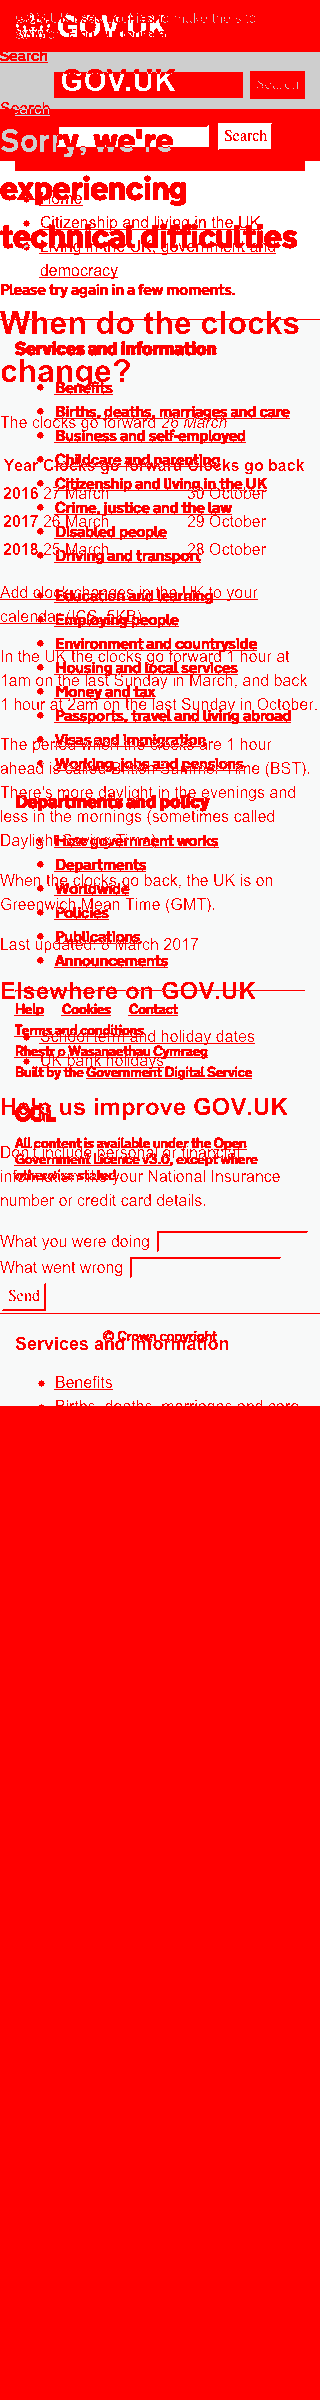 GOV.UK
Search
GOV.UK
Search
Search
Search
Sorry, we're
experiencing
technical difficulties
Home
Citizenship and living in the UK
Living in the UK, government and
democracy
Please try again in a few moments.
When do the clocks
change?
Services and information
Benefits
Births, deaths, marriages and care
The clocks go forward 26 March
Business and self-employed
Childcare and parenting
Year Clocks go forward Clocks go back
Citizenship and living in the UK
2016 27 March 30 October
Crime, justice and the law
2017 26 March 29 October
Disabled people
2018 25 March 28 October
Driving and transport
Add clock changes in the UK to your
calendar (ICS, 5KB)
Education and learning
Employing people
Environment and countryside
In the UK the clocks go forward 1 hour at
Housing and local services
1am on the last Sunday in March, and back
Money and tax
1 hour at 2am on the last Sunday in October.
Passports, travel and living abroad
Visas and immigration
The period when the clocks are 1 hour
Working, jobs and pensions
ahead is called British Summer Time (BST).
There's more daylight in the evenings and
Departments and policy
less in the mornings (sometimes called
Daylight Saving Time).
How government works
Departments
When the clocks go back, the UK is on
Worldwide
Greenwich Mean Time (GMT).
Policies
Publications
Last updated: 8 March 2017
Announcements
Elsewhere on GOV.UK
Help Cookies Contact
Terms and conditions
School term and holiday dates
Rhestr o Wasanaethau Cymraeg
UK bank holidays
Built by the Government Digital Service
Help us improve GOV.UK
OGL
All content is available under the Open
Government Licence v3.0, except where
otherwise stated
Don't include personal or financial
information like your National Insurance
number or credit card details.
What you were doing
What went wrong
Send
© Crown copyright
Services and information
Benefits
Births, deaths, marriages and care